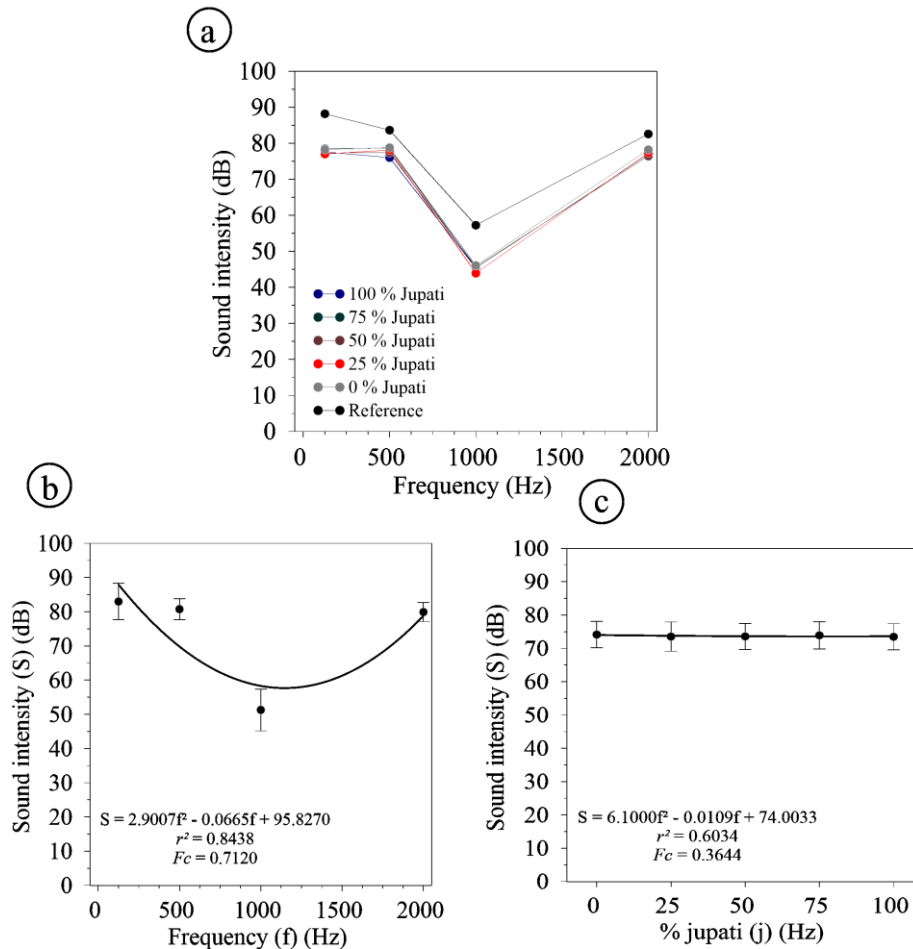 a
100
90
80
70
60
50
40
30
20
10
0
Sound intensity (dB)
100 % Jupati
75 % Jupati
50 % Jupati
25 % Jupati
0 % Jupati
Reference
0 500 1000 1500 2000
Frequency (Hz)
b
100
90
80
70
60
50
40
30
20
10
0
Sound intensity (S) (dB)
S = 2.9007f² - 0.0665f + 95.8270
r² = 0.8438
Fc = 0.7120
0 500 1000 1500 2000
Frequency (f) (Hz)
c
100
90
80
70
60
50
40
30
20
10
0
Sound intensity (S) (dB)
S = 6.1000f² - 0.0109f + 74.0033
r² = 0.6034
Fc = 0.3644
0 25 50 75 100
% jupati (j) (Hz)